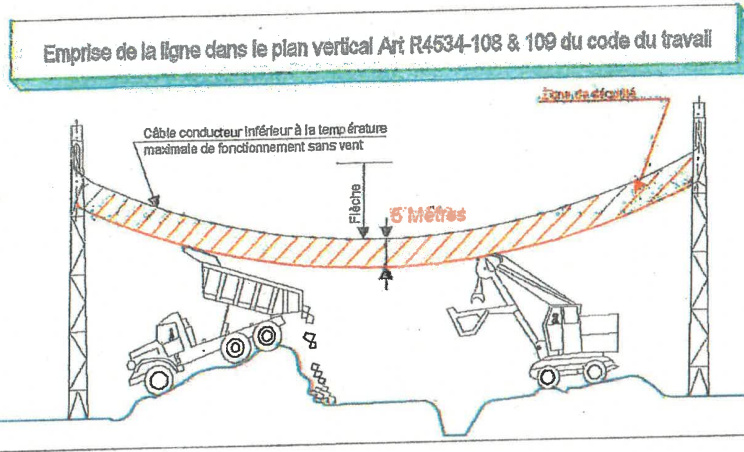 Emprise de la ligne dans le plan vertical Art R4534-108 & 109 du code du travail
Câble conducteur inférieur à la température
maximale de fonctionnement sans vent
Flèche
5 Mètres